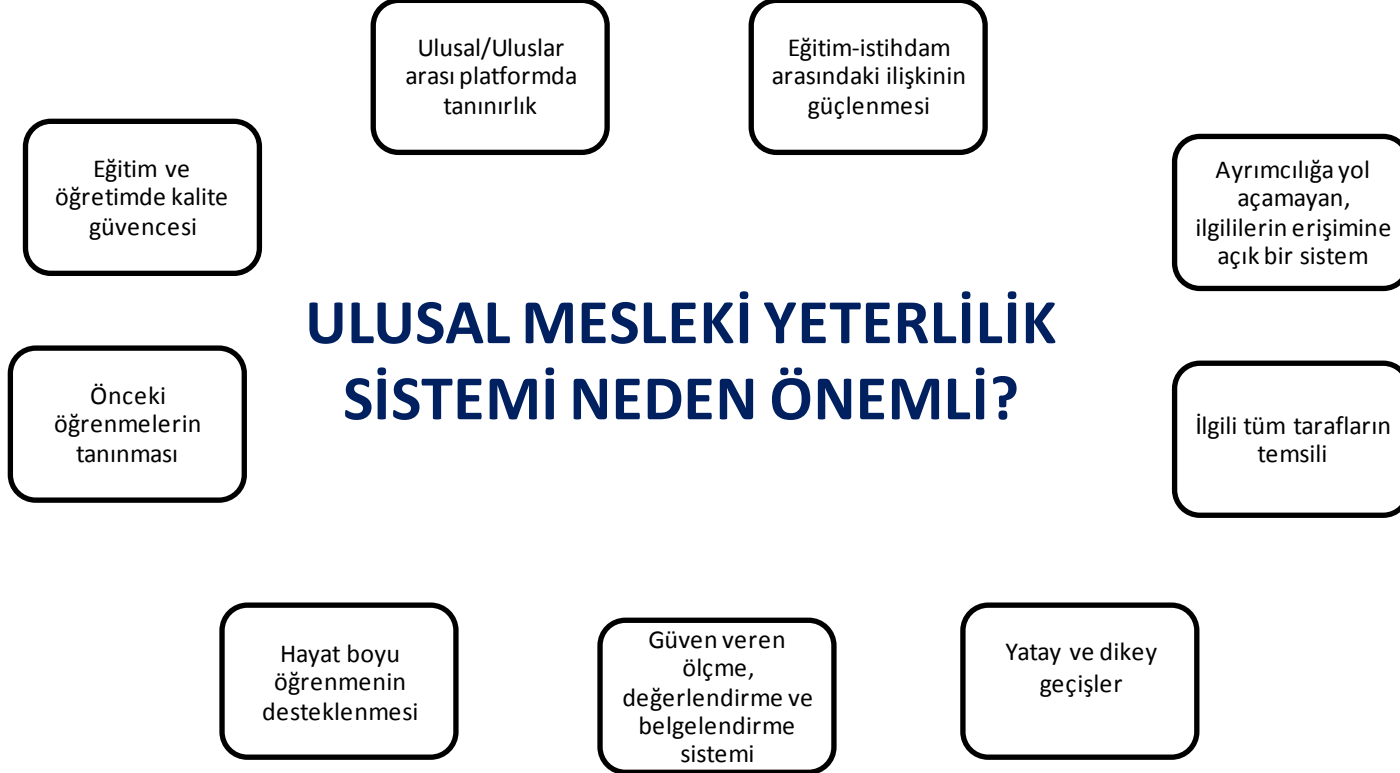 Ulusal/Uluslar
arası platformda
tanınırlık
Eğitim-istihdam
arasındaki ilişkinin
güçlenmesi
Eğitim ve
öğretimde kalite
güvencesi
Ayrımcılığa yol
açamayan,
ilgililerin erişimine
açık bir sistem
ULUSAL MESLEKİ YETERLİLİK
SİSTEMİ NEDEN ÖNEMLİ?
Önceki
öğrenmelerin
tanınması
İlgili tüm tarafların
temsili
Hayat boyu
öğrenmenin
desteklenmesi
Güven veren
ölçme,
değerlendirme ve
belgelendirme
sistemi
Yatay ve dikey
geçişler